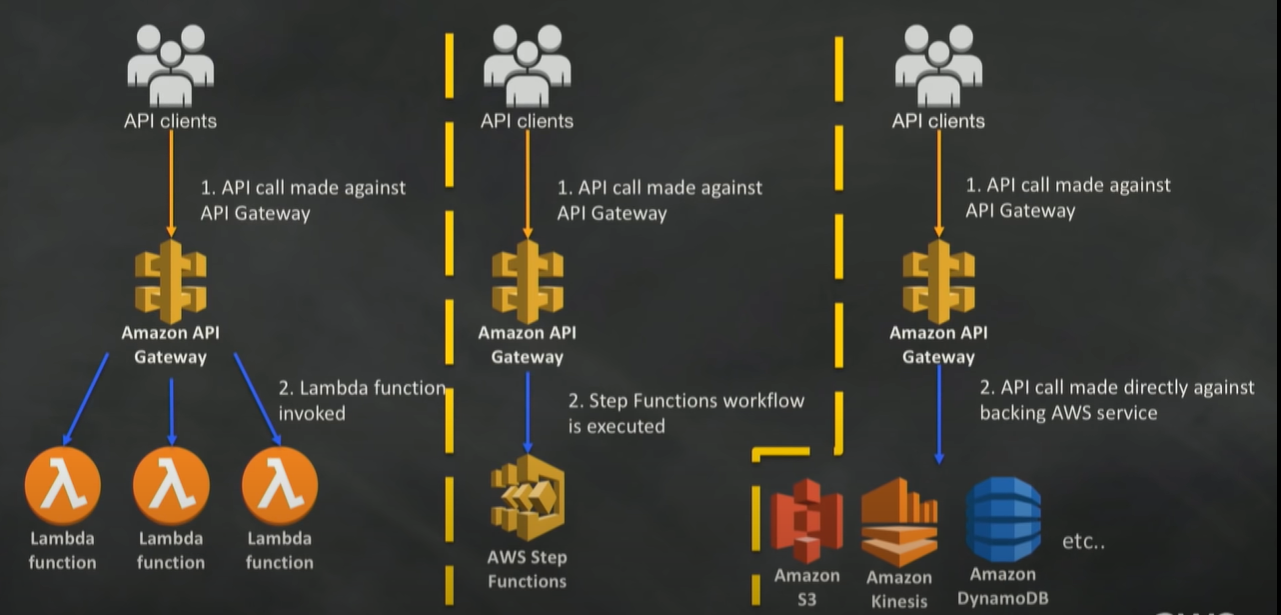 API clients
1. API call made against
API Gateway
Amazon API
Gateway
2. Lambda function
invoked
Lambda
function
Lambda
function
Lambda
function
API clients
1. API call made against
API Gateway
Amazon API
Gateway
2. Step Functions workflow
is executed
AWS Step
Functions
API clients
1. API call made against
API Gateway
Amazon API
Gateway
2. API call made directly against
backing AWS service
Amazon
S3
Amazon
Kinesis
Amazon
DynamoDB
etc..